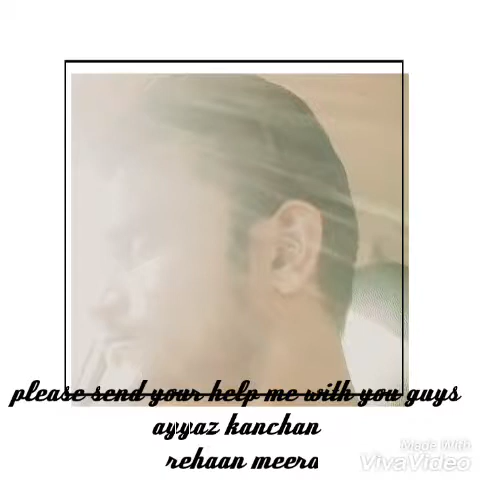 please send your help me with you guys
ayyaz kanchan
rehaan meera
Made With
VivaVideo